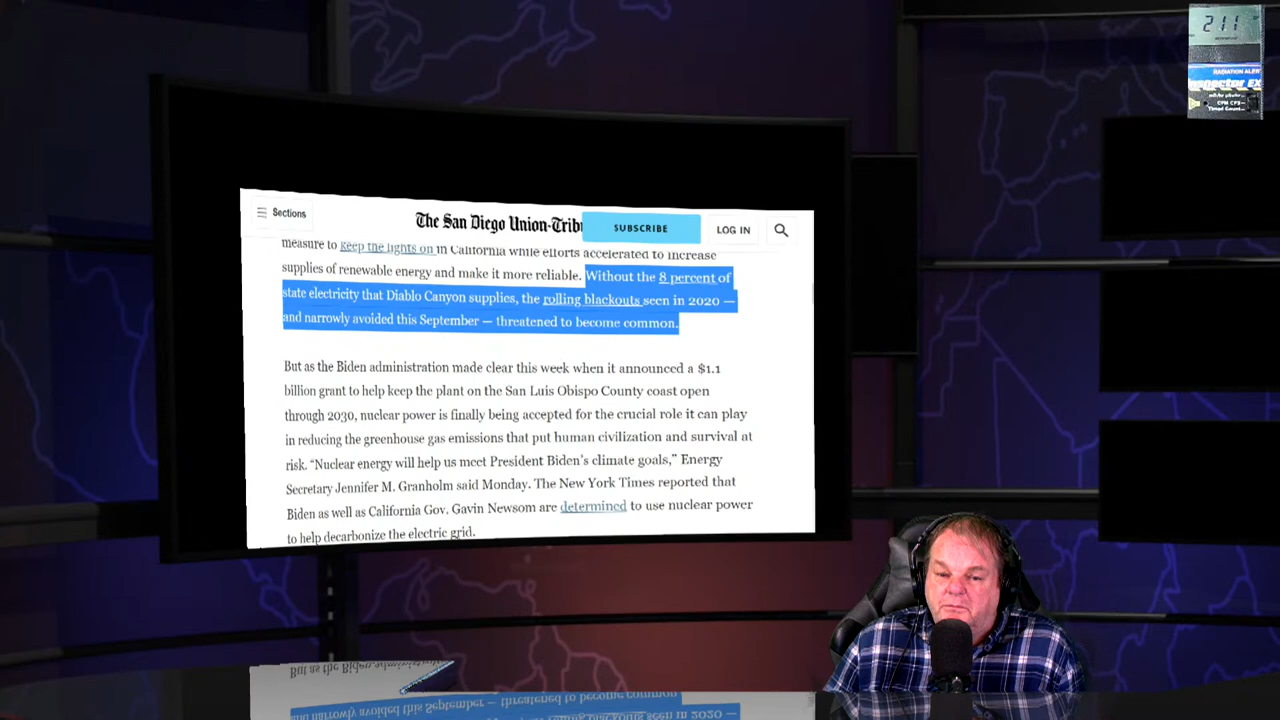 211
RADIATION ALERT
Inspector EX
CPM CPS
Sections
The San Diego Union-Tribu
SUBSCRIBE
LOG IN
measure to keep the lights on in California while efforts accelerated to increase
supplies of renewable energy and make it more reliable. Without the 8 percent of
state electricity that Diablo Canyon supplies, the rolling blackouts seen in 2020 —
and narrowly avoided this September — threatened to become common.
But as the Biden administration made clear this week when it announced a $1.1
billion grant to help keep the plant on the San Luis Obispo County coast open
through 2030, nuclear power is finally being accepted for the crucial role it can play
in reducing the greenhouse gas emissions that put human civilization and survival at
risk. “Nuclear energy will help us meet President Biden’s climate goals,” Energy
Secretary Jennifer M. Granholm said Monday. The New York Times reported that
Biden as well as California Gov. Gavin Newsom are determined to use nuclear power
to help decarbonize the electric grid.